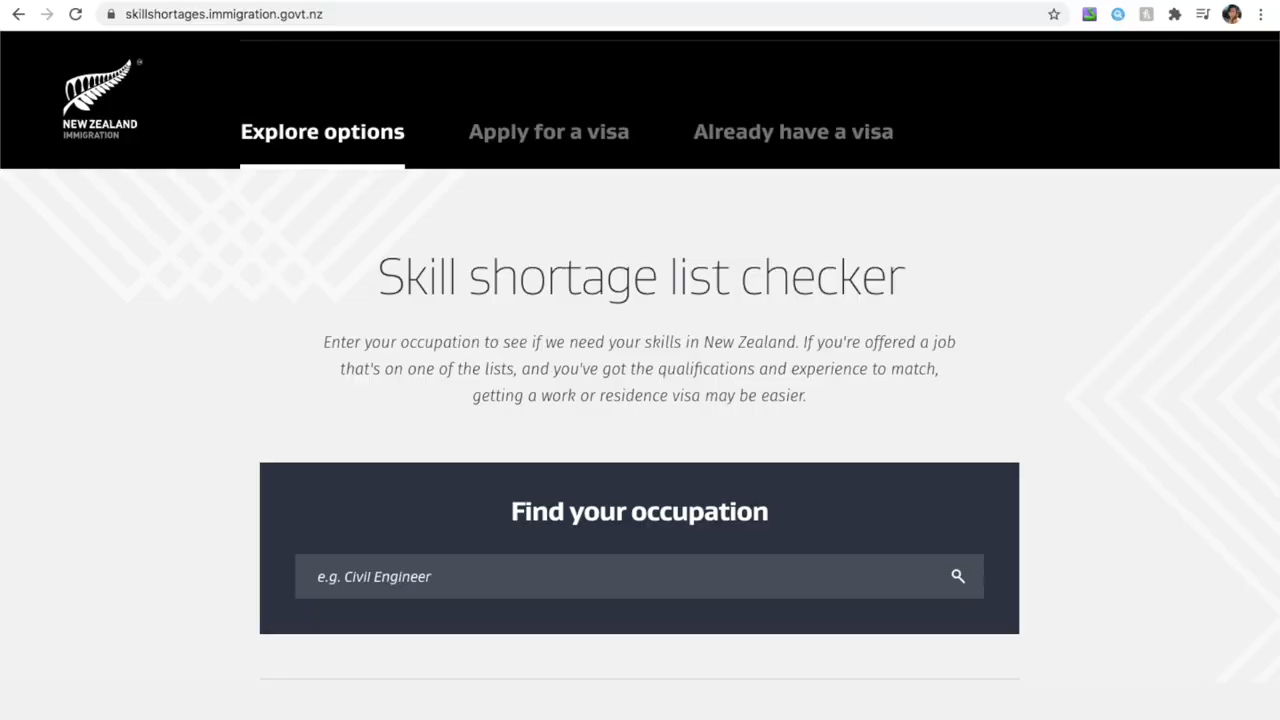 skillshortages.immigration.govt.nz
NEW ZEALAND
IMMIGRATION
Explore options
Apply for a visa
Already have a visa
Skill shortage list checker
Enter your occupation to see if we need your skills in New Zealand. If you're offered a job
that's on one of the lists, and you've got the qualifications and experience to match,
getting a work or residence visa may be easier.
Find your occupation
e.g. Civil Engineer